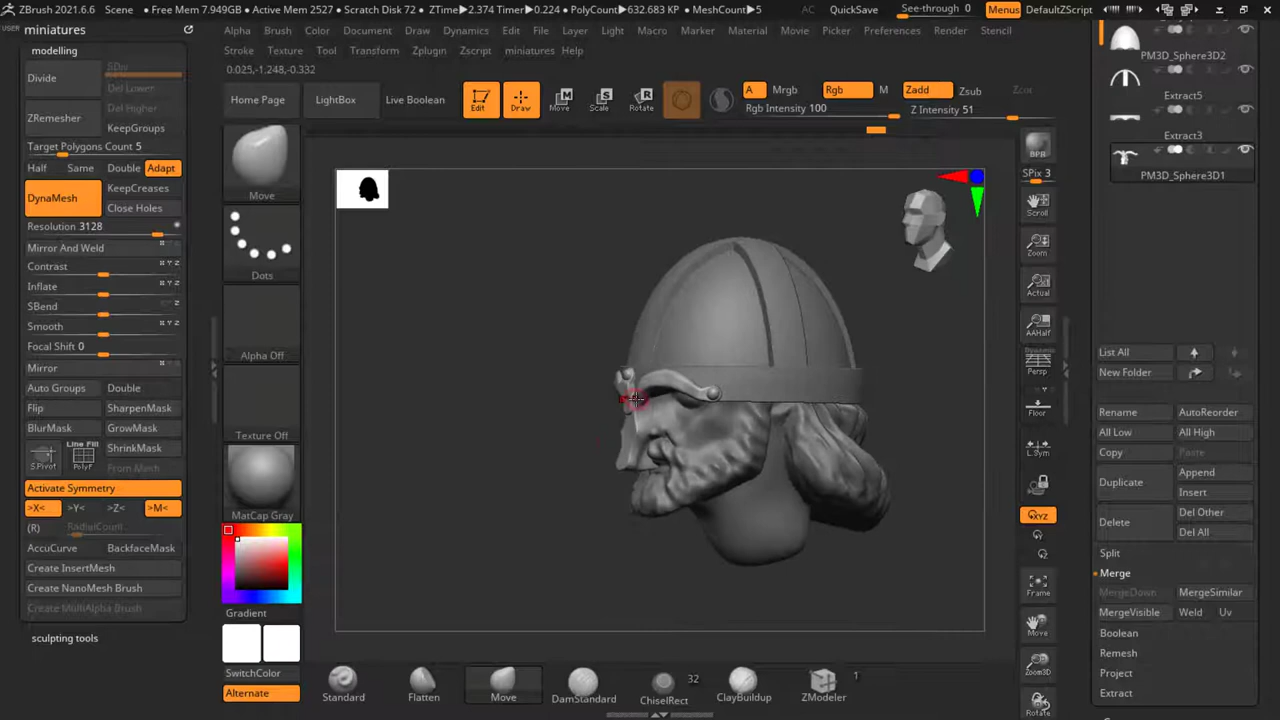 ZBrush 2021.6.6 Scene • Free Mem 7.949GB • Active Mem 2527 • Scratch Disk 72 • ZTime▸2.374 Timer▸0.224 • PolyCount▸632.683 KP • MeshCount▸5 QuickSave See-through 0 Menus DefaultZScript
USER miniatures
Alpha Brush Color Document Draw Dynamics Edit File Layer Light Macro Marker Material Movie Picker Preferences Render Stencil
Stroke Texture Tool Transform Zplugin Zscript miniatures Help
0.025,-1.248,-0.332
modelling
Divide
SDiv
Del Lower
Del Higher
ZRemesher
KeepGroups
Target Polygons Count 5
Half Same Double Adapt
DynaMesh
KeepCreases
Close Holes
Resolution 3128
Mirror And Weld
Contrast
Inflate
SBend
Smooth
Focal Shift 0
Mirror
Auto Groups Double
Flip SharpenMask
BlurMask GrowMask
S.Pivot Line Fill PolyF ShrinkMask
From Mesh
Activate Symmetry
>X< >Y< >Z< >M<
(R) RadialCount
AccuCurve BackfaceMask
Create InsertMesh
Create NanoMesh Brush
Create MultiAlpha Brush
sculpting tools
Home Page LightBox Live Boolean Edit Draw Move Scale Rotate
A Mrgb Rgb M Zadd Zsub Zcut
Rgb Intensity 100 Z Intensity 51
Move
Dots
Alpha Off
Texture Off
MatCap Gray
Gradient
SwitchColor
Alternate
Standard Flatten Move DamStandard ChiselRect 32 ClayBuildup ZModeler 1
BPR
SPix 3
Scroll
Zoom
Actual
AAHalf
Dynamic
Persp
Floor
L.Sym
XYZ
Frame
Move
Zoom3D
Rotate
PM3D_Sphere3D2
Extract5
Extract3
PM3D_Sphere3D1
List All
New Folder
Rename AutoReorder
All Low All High
Copy Paste
Duplicate Append
Insert
Delete Del Other
Del All
Split
Merge
MergeDown MergeSimilar
MergeVisible Weld Uv
Boolean
Remesh
Project
Extract